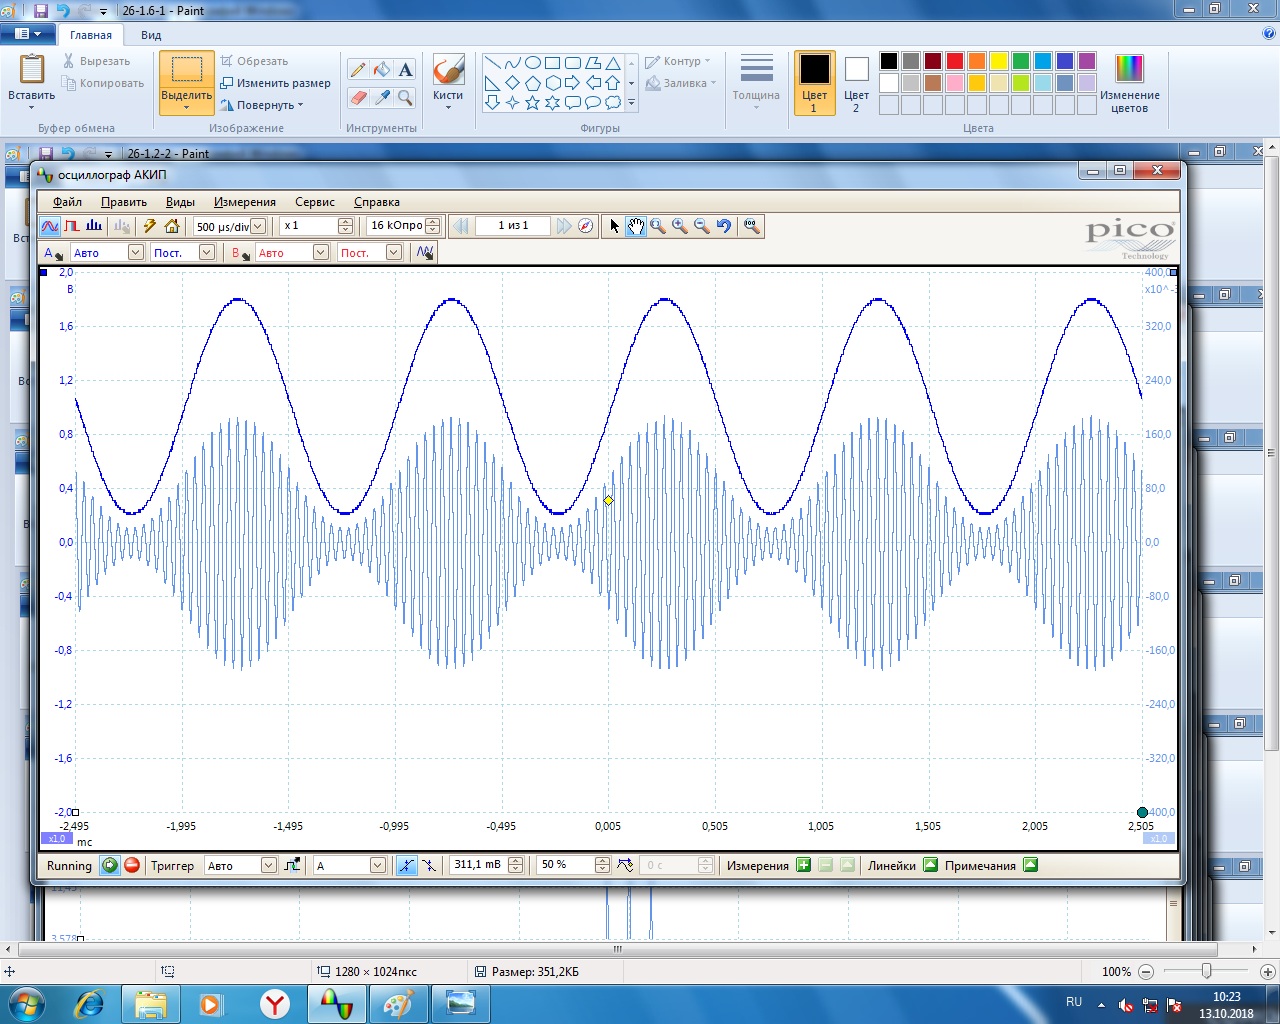 26-1.6-1 - Paint
Главная Вид
Вставить
Вырезать
Копировать
Буфер обмена
Выделить
Обрезать
Изменить размер
Повернуть
Изображение
Инструменты
Кисти
Контур
Заливка
Фигуры
Толщина
Цвет 1
Цвет 2
Изменение цветов
Цвета
26-1.2-2 - Paint
осциллограф АКИП
Файл Править Виды Измерения Сервис Справка
500 µs/div x 1 16 кОпро 1 из 1
pico
Technology
A Авто Пост. B Авто Пост.
2,0 400,0
В x10^-3
1,6 320,0
1,2 240,0
0,8 160,0
0,4 80,0
0,0 0,0
-0,4 -80,0
-0,8 -160,0
-1,2 -240,0
-1,6 -320,0
-2,0 -400,0
-2,495 -1,995 -1,495 -0,995 -0,495 0,005 0,505 1,005 1,505 2,005 2,505
x1,0 мс x1,0
Running Триггер Авто A 311,1 mВ 50 % 0 с Измерения Линейки Примечания
3,578
1280 × 1024пкс Размер: 351,2КБ 100%
RU 10:23
13.10.2018